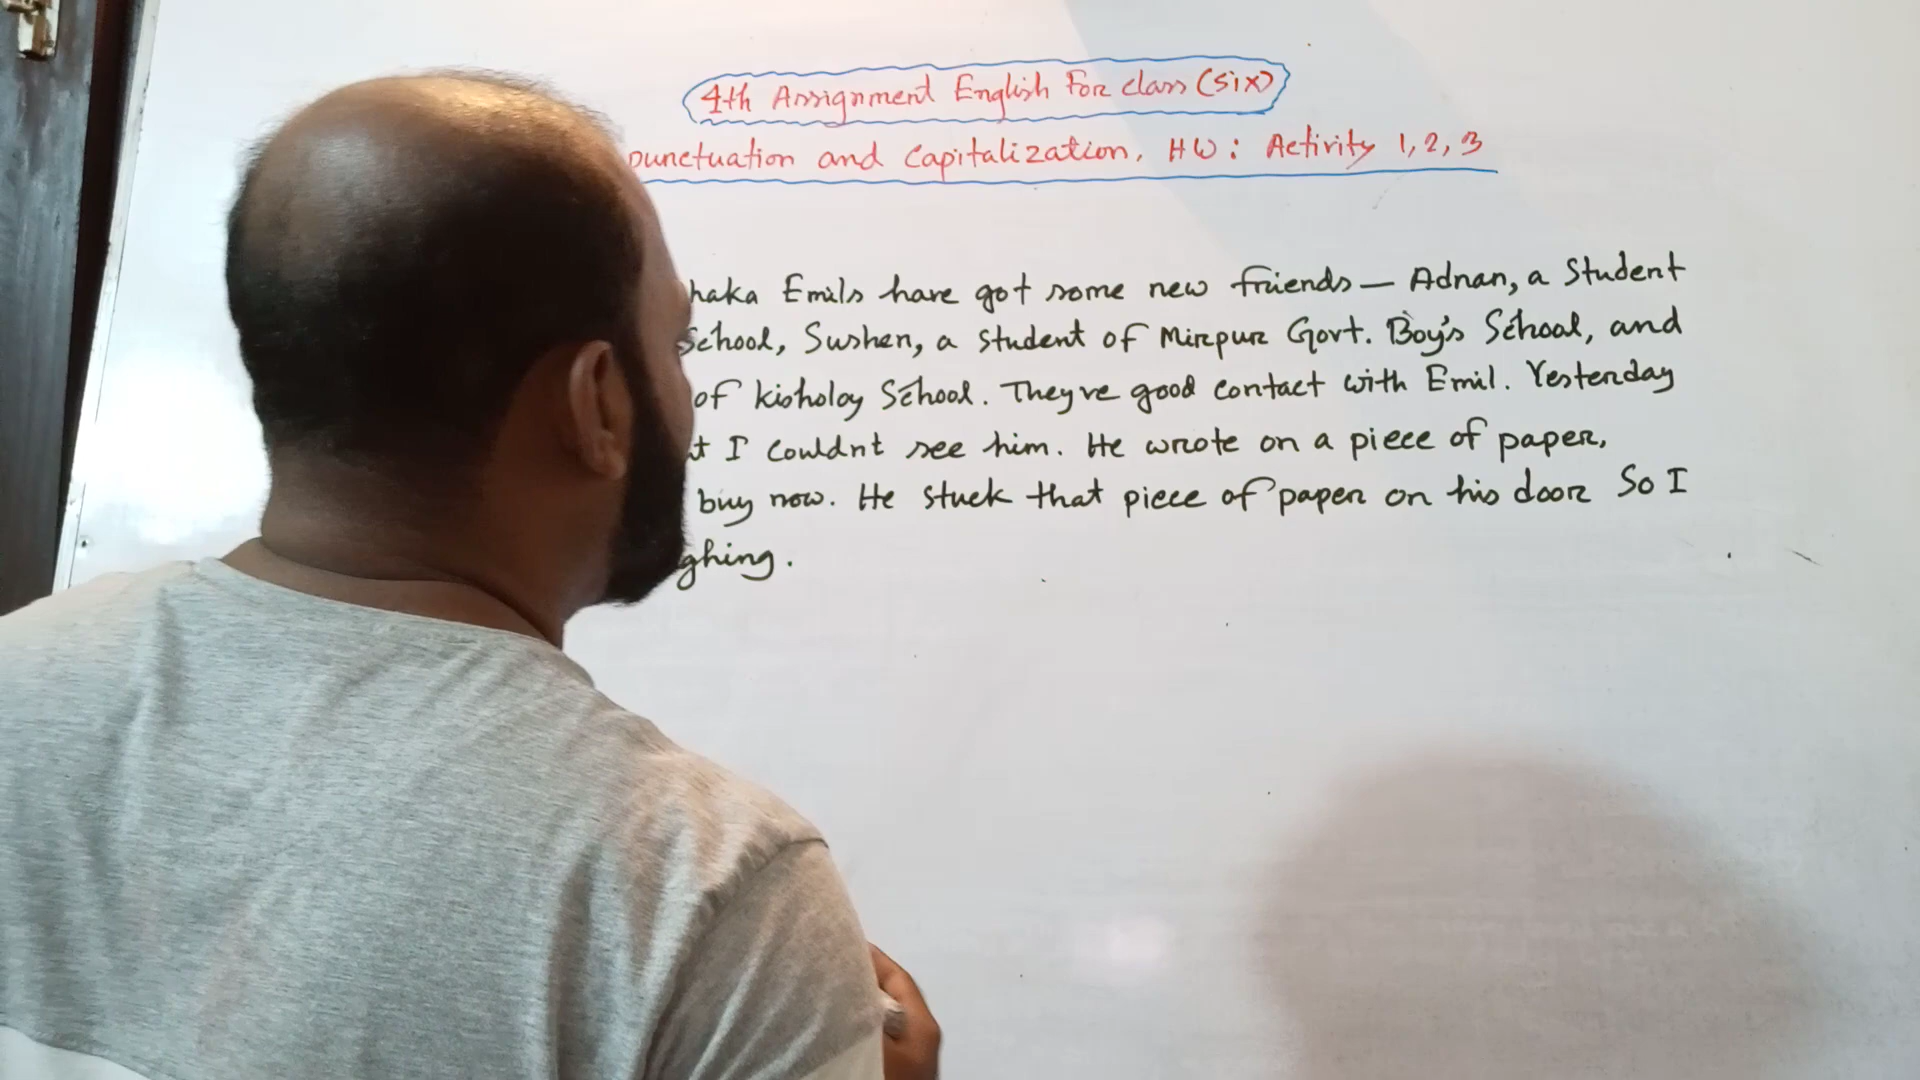 4th Assignment English For class (Six)
punctuation and Capitalization, HW: Activity 1, 2, 3
haka Emils have got some new friends — Adnan, a Student
School, Sushen, a student of Mirpur Govt. Boy's School, and
of kisholoy School. Theyve good contact with Emil. Yesterday
I Couldnt see him. He wrote on a piece of paper,
buy now. He stuck that piece of paper on his door So I
ghing.